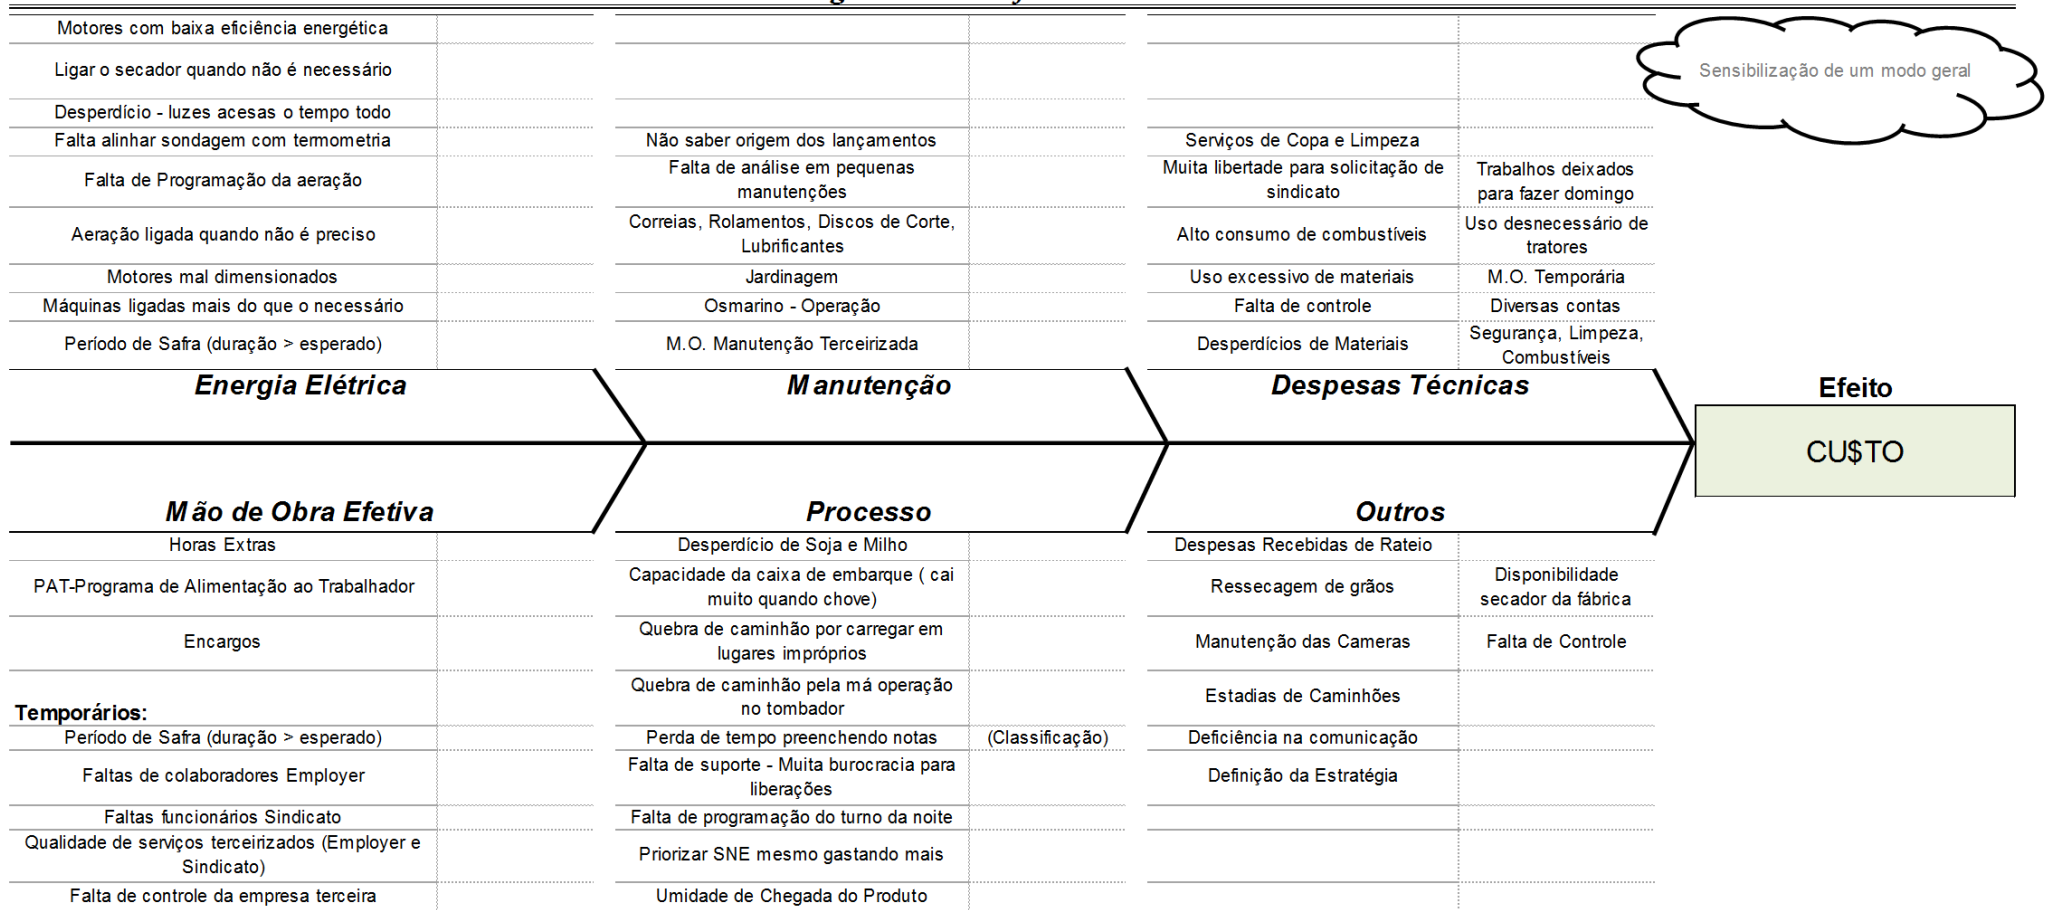 Motores com baixa eficiência energética
Ligar o secador quando não é necessário
Desperdício - luzes acesas o tempo todo
Falta alinhar sondagem com termometria
Falta de Programação da aeração
Aeração ligada quando não é preciso
Motores mal dimensionados
Máquinas ligadas mais do que o necessário
Período de Safra (duração > esperado)
Energia Elétrica
Não saber origem dos lançamentos
Falta de análise em pequenas
manutenções
Correias, Rolamentos, Discos de Corte,
Lubrificantes
Jardinagem
Osmarino - Operação
M.O. Manutenção Terceirizada
Manutenção
Serviços de Copa e Limpeza
Muita libertade para solicitação de
sindicato
Trabalhos deixados
para fazer domingo
Alto consumo de combustíveis
Uso desnecessário de
tratores
Uso excessivo de materiais
M.O. Temporária
Falta de controle
Diversas contas
Desperdícios de Materiais
Segurança, Limpeza,
Combustíveis
Despesas Técnicas
Sensibilização de um modo geral
Efeito
CU$TO
Mão de Obra Efetiva
Horas Extras
PAT-Programa de Alimentação ao Trabalhador
Encargos
Temporários:
Período de Safra (duração > esperado)
Faltas de colaboradores Employer
Faltas funcionários Sindicato
Qualidade de serviços terceirizados (Employer e
Sindicato)
Falta de controle da empresa terceira
Processo
Desperdício de Soja e Milho
Capacidade da caixa de embarque ( cai
muito quando chove)
Quebra de caminhão por carregar em
lugares impróprios
Quebra de caminhão pela má operação
no tombador
Perda de tempo preenchendo notas
(Classificação)
Falta de suporte - Muita burocracia para
liberações
Falta de programação do turno da noite
Priorizar SNE mesmo gastando mais
Umidade de Chegada do Produto
Outros
Despesas Recebidas de Rateio
Ressecagem de grãos
Disponibilidade
secador da fábrica
Manutenção das Cameras
Falta de Controle
Estadias de Caminhões
Deficiência na comunicação
Definição da Estratégia